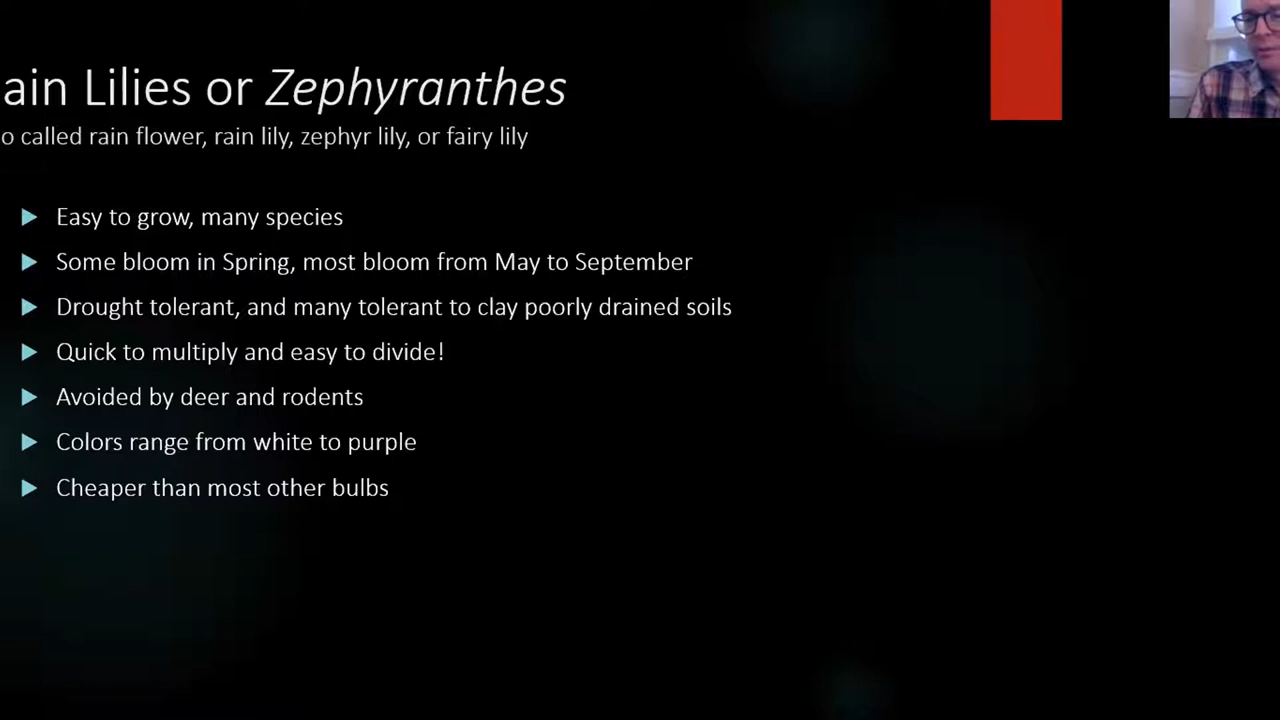 ain Lilies or Zephyranthes
o called rain flower, rain lily, zephyr lily, or fairy lily
Easy to grow, many species
Some bloom in Spring, most bloom from May to September
Drought tolerant, and many tolerant to clay poorly drained soils
Quick to multiply and easy to divide!
Avoided by deer and rodents
Colors range from white to purple
Cheaper than most other bulbs